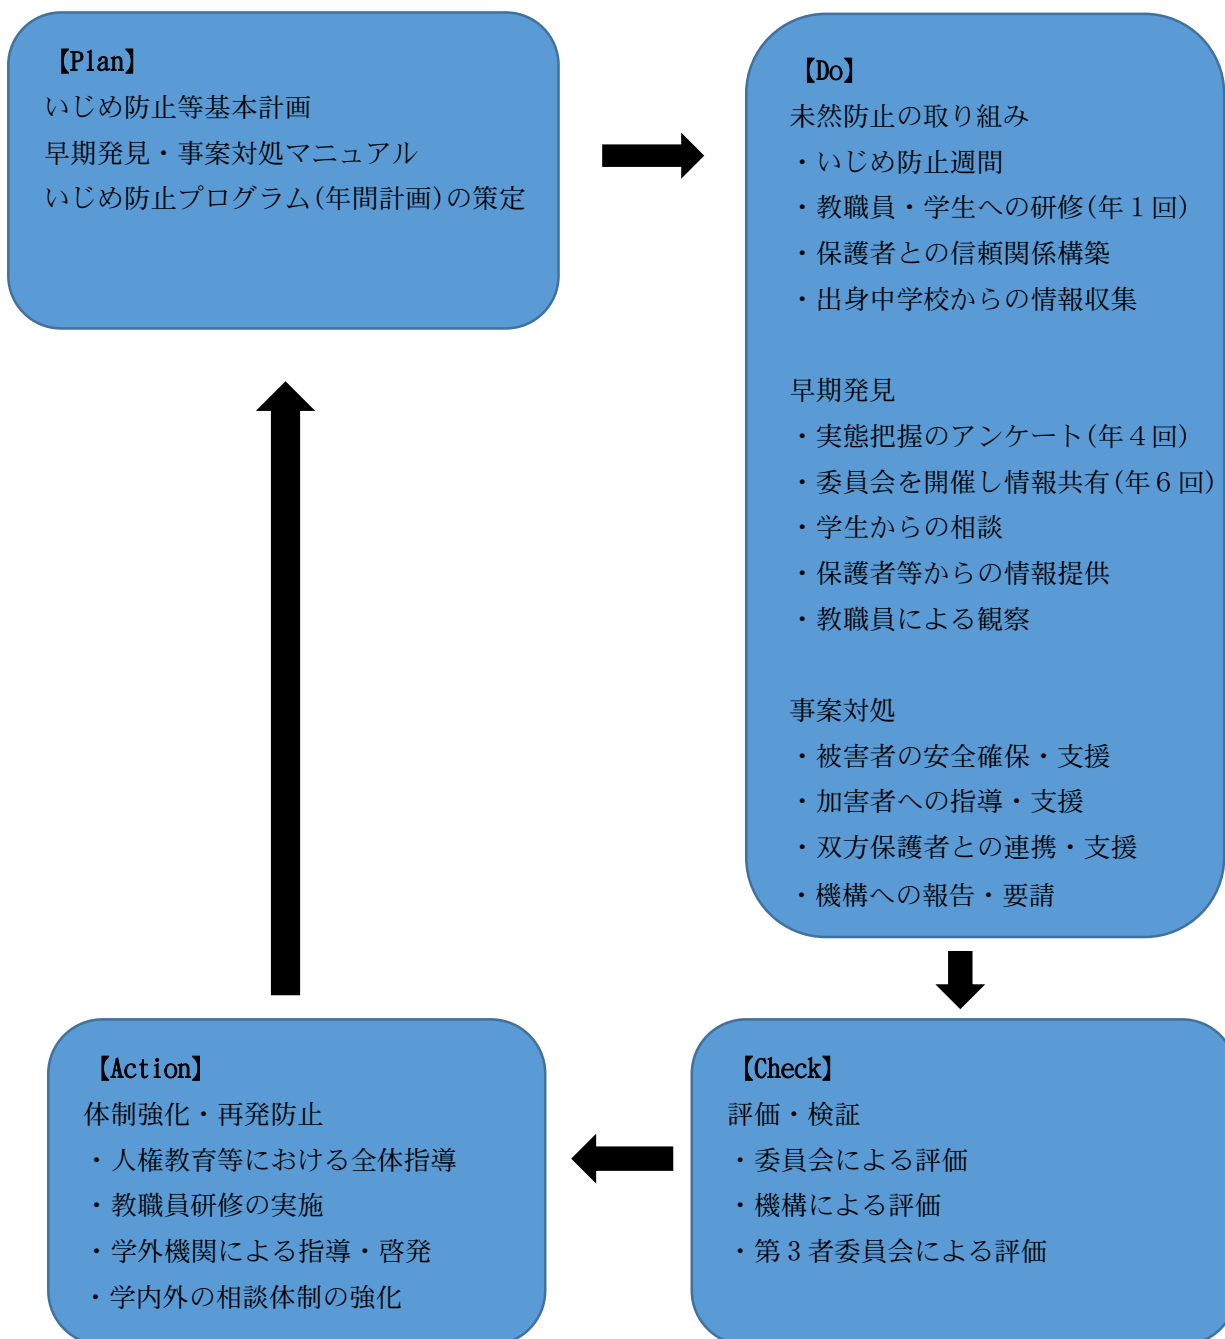 【Plan】
いじめ防止等基本計画
早期発見・事案対処マニュアル
いじめ防止プログラム(年間計画)の策定
【Do】
未然防止の取り組み
・いじめ防止週間
・教職員・学生への研修(年１回)
・保護者との信頼関係構築
・出身中学校からの情報収集
早期発見
・実態把握のアンケート(年４回)
・委員会を開催し情報共有(年６回)
・学生からの相談
・保護者等からの情報提供
・教職員による観察
事案対処
・被害者の安全確保・支援
・加害者への指導・支援
・双方保護者との連携・支援
・機構への報告・要請
【Check】
評価・検証
・委員会による評価
・機構による評価
・第３者委員会による評価
【Action】
体制強化・再発防止
・人権教育等における全体指導
・教職員研修の実施
・学外機関による指導・啓発
・学内外の相談体制の強化